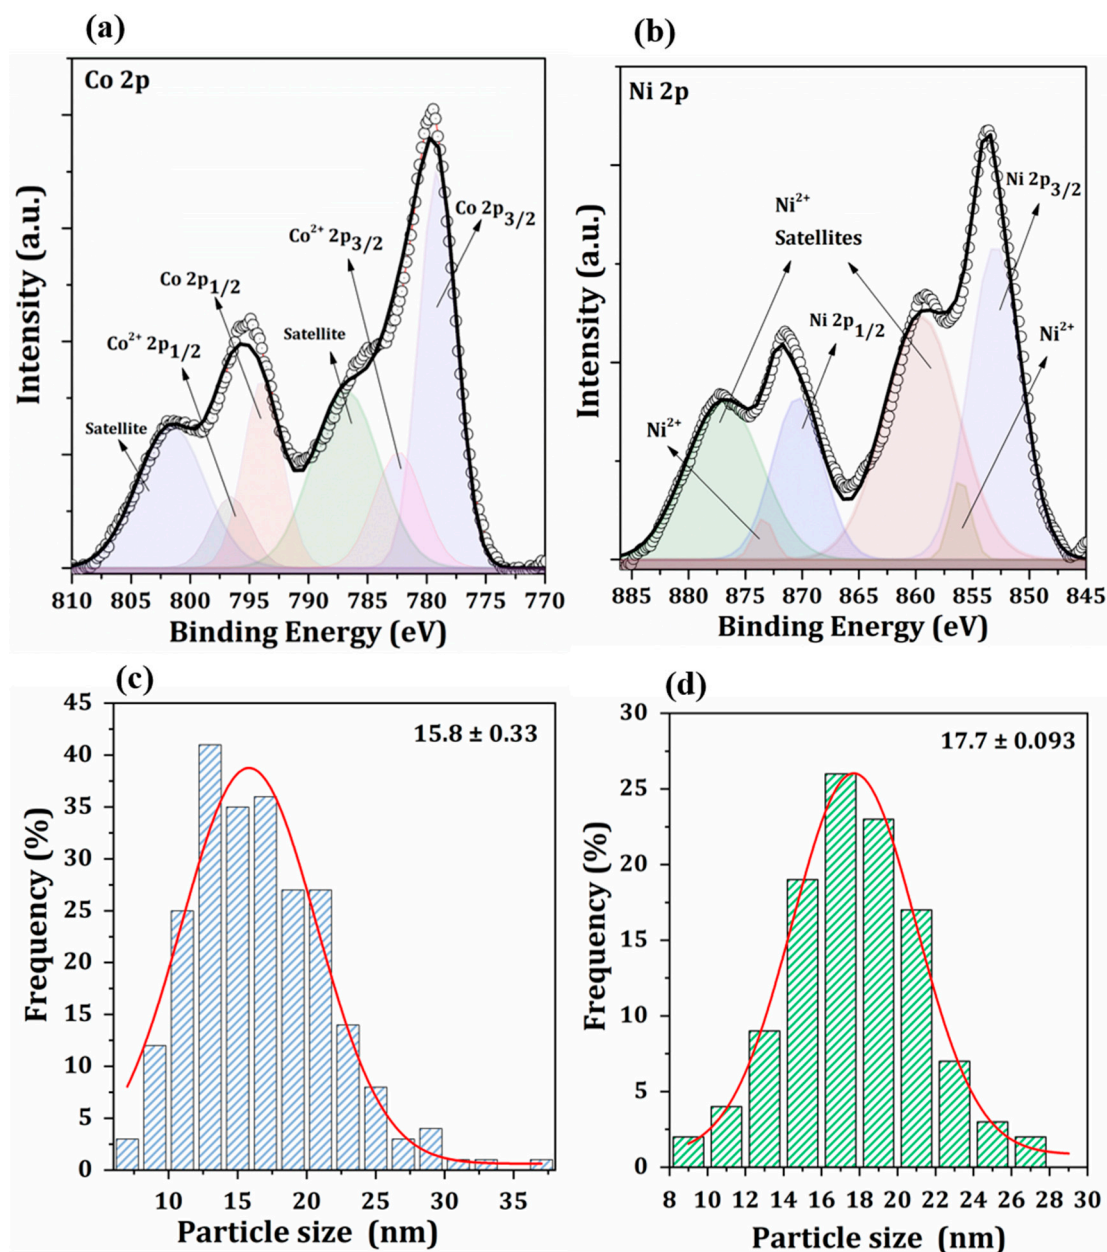 (a)
Co 2p
Co 2p3/2
Co²⁺ 2p3/2
Co 2p1/2
Satellite
Co²⁺ 2p1/2
Satellite
Intensity (a.u.)
810 805 800 795 790 785 780 775 770
Binding Energy (eV)
(b)
Ni 2p
Ni 2p3/2
Ni²⁺
Satellites
Ni 2p1/2
Ni²⁺
Ni²⁺
Intensity (a.u.)
885 880 875 870 865 860 855 850 845
Binding Energy (eV)
(c)
15.8 ± 0.33
45
40
35
30
25
20
15
10
5
0
Frequency (%)
10 15 20 25 30 35
Particle size (nm)
(d)
17.7 ± 0.093
30
25
20
15
10
5
0
Frequency (%)
8 10 12 14 16 18 20 22 24 26 28 30
Particle size (nm)